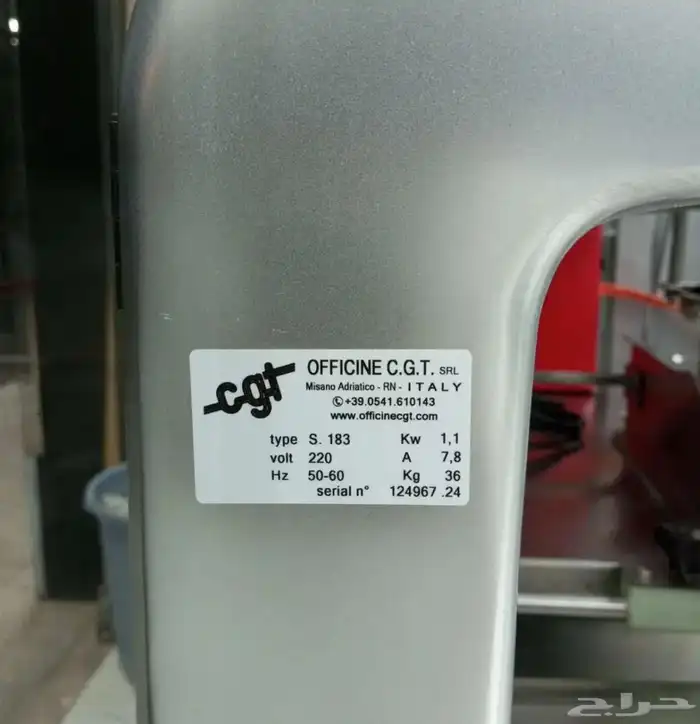 cgt
OFFICINE C.G.T. SRL
Misano Adriatico - RN - ITALY
+39.0541.610143
www.officinecgt.com
type S. 183 Kw 1,1
volt 220 A 7,8
Hz 50-60 Kg 36
serial n° 124967 .24
حراج